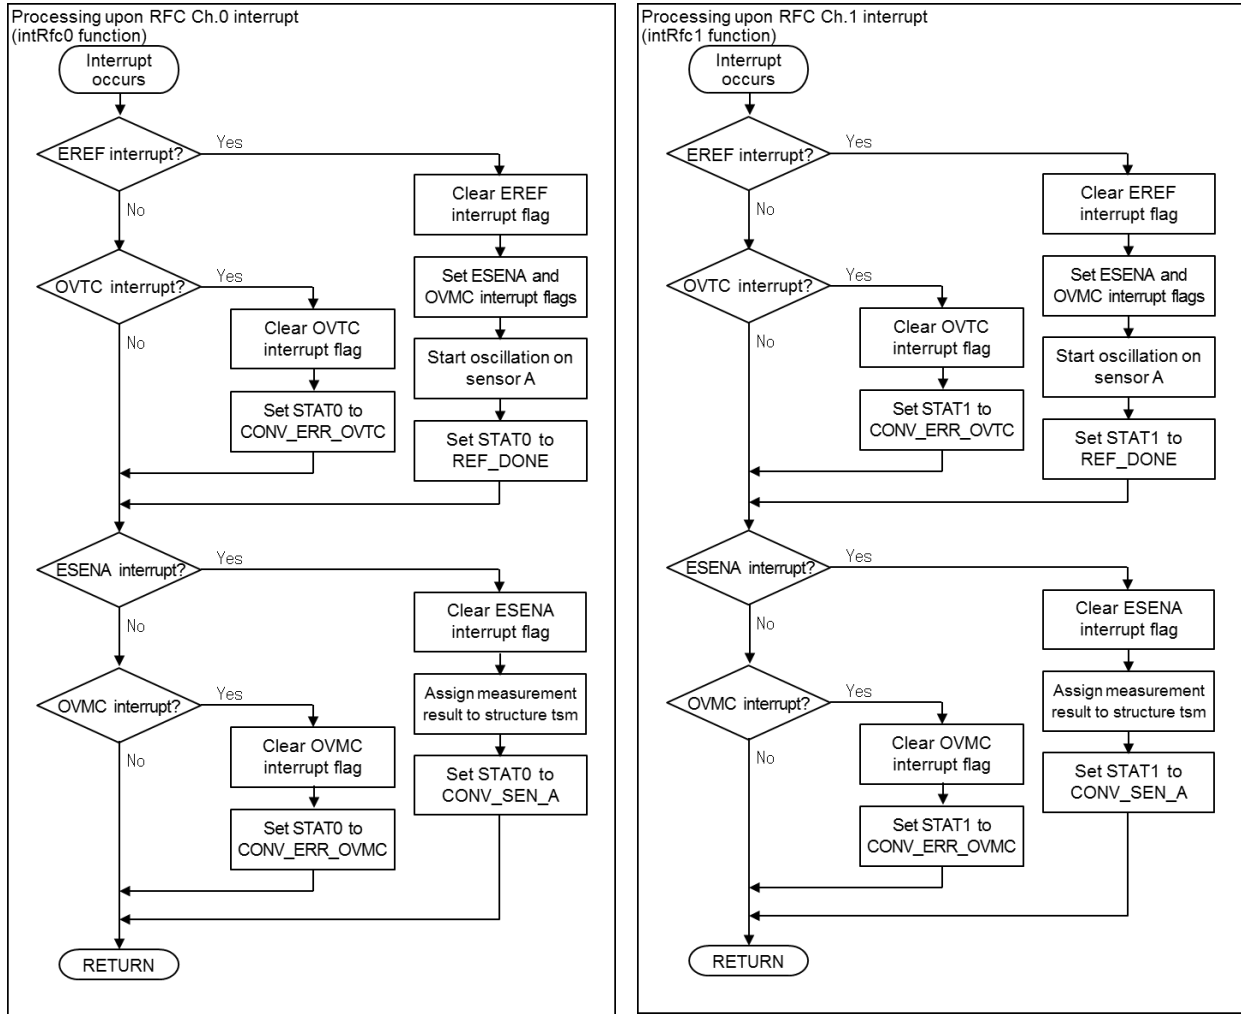 Processing upon RFC Ch.0 interrupt
(intRfc0 function)
Interrupt
occurs
EREF interrupt?
Yes
No
Clear EREF
interrupt flag
Set ESENA and
OVMC interrupt flags
Start oscillation on
sensor A
Set STAT0 to
REF_DONE
OVTC interrupt?
Yes
No
Clear OVTC
interrupt flag
Set STAT0 to
CONV_ERR_OVTC
ESENA interrupt?
Yes
No
Clear ESENA
interrupt flag
Assign measurement
result to structure tsm
Set STAT0 to
CONV_SEN_A
OVMC interrupt?
Yes
No
Clear OVMC
interrupt flag
Set STAT0 to
CONV_ERR_OVMC
RETURN
Processing upon RFC Ch.1 interrupt
(intRfc1 function)
Interrupt
occurs
EREF interrupt?
Yes
No
Clear EREF
interrupt flag
Set ESENA and
OVMC interrupt flags
Start oscillation on
sensor A
Set STAT1 to
REF_DONE
OVTC interrupt?
Yes
No
Clear OVTC
interrupt flag
Set STAT1 to
CONV_ERR_OVTC
ESENA interrupt?
Yes
No
Clear ESENA
interrupt flag
Assign measurement
result to structure tsm
Set STAT1 to
CONV_SEN_A
OVMC interrupt?
Yes
No
Clear OVMC
interrupt flag
Set STAT1 to
CONV_ERR_OVMC
RETURN